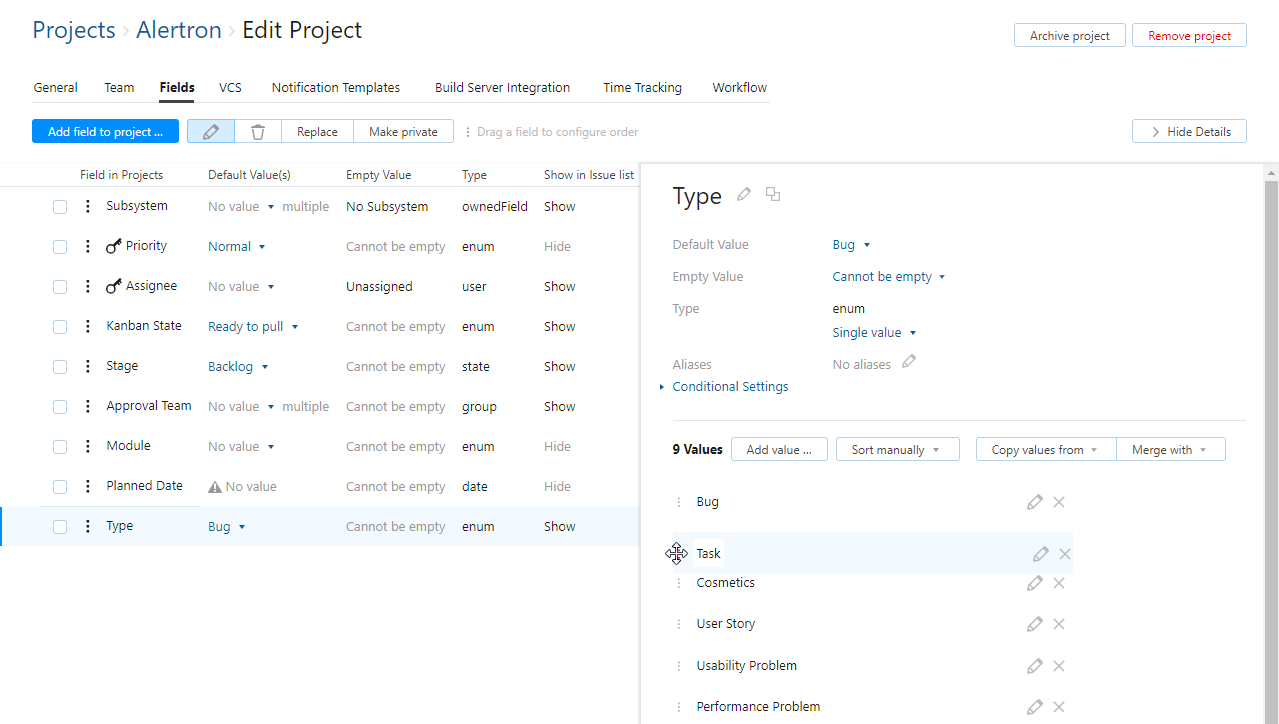 Projects › Alertron › Edit Project
Archive project Remove project
General Team Fields VCS Notification Templates Build Server Integration Time Tracking Workflow
Add field to project ... Replace Make private Drag a field to configure order Hide Details
Field in Projects Default Value(s) Empty Value Type Show in Issue list
Subsystem No value multiple No Subsystem ownedField Show
Priority Normal Cannot be empty enum Hide
Assignee No value Unassigned user Show
Kanban State Ready to pull Cannot be empty enum Show
Stage Backlog Cannot be empty state Show
Approval Team No value multiple Cannot be empty group Show
Module No value Cannot be empty enum Hide
Planned Date No value Cannot be empty date Hide
Type Bug Cannot be empty enum Show
Type
Default Value Bug
Empty Value Cannot be empty
Type enum
Single value
Aliases No aliases
Conditional Settings
9 Values Add value ... Sort manually Copy values from Merge with
Bug
Task
Cosmetics
User Story
Usability Problem
Performance Problem